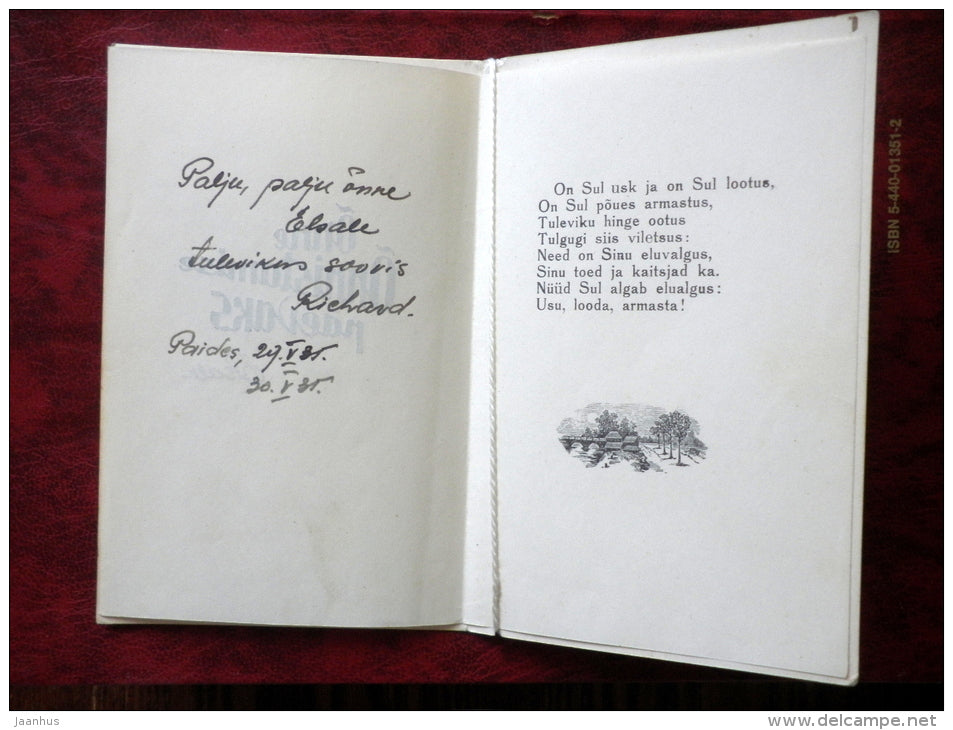 Palju, palju õnne
Elsale
tulevikus soovis
Richard.
Paides, 29.V 31.
30.V 31.
On Sul usk ja on Sul lootus,
On Sul põues armastus,
Tuleviku hinge ootus
Tulgugi siis viletsus:
Need on Sinu eluvalgus,
Sinu toed ja kaitsjad ka.
Nüüd Sul algab elualgus:
Usu, looda, armasta!
ISBN 5-440-01351-2
jaanhus
www.delcampe.net